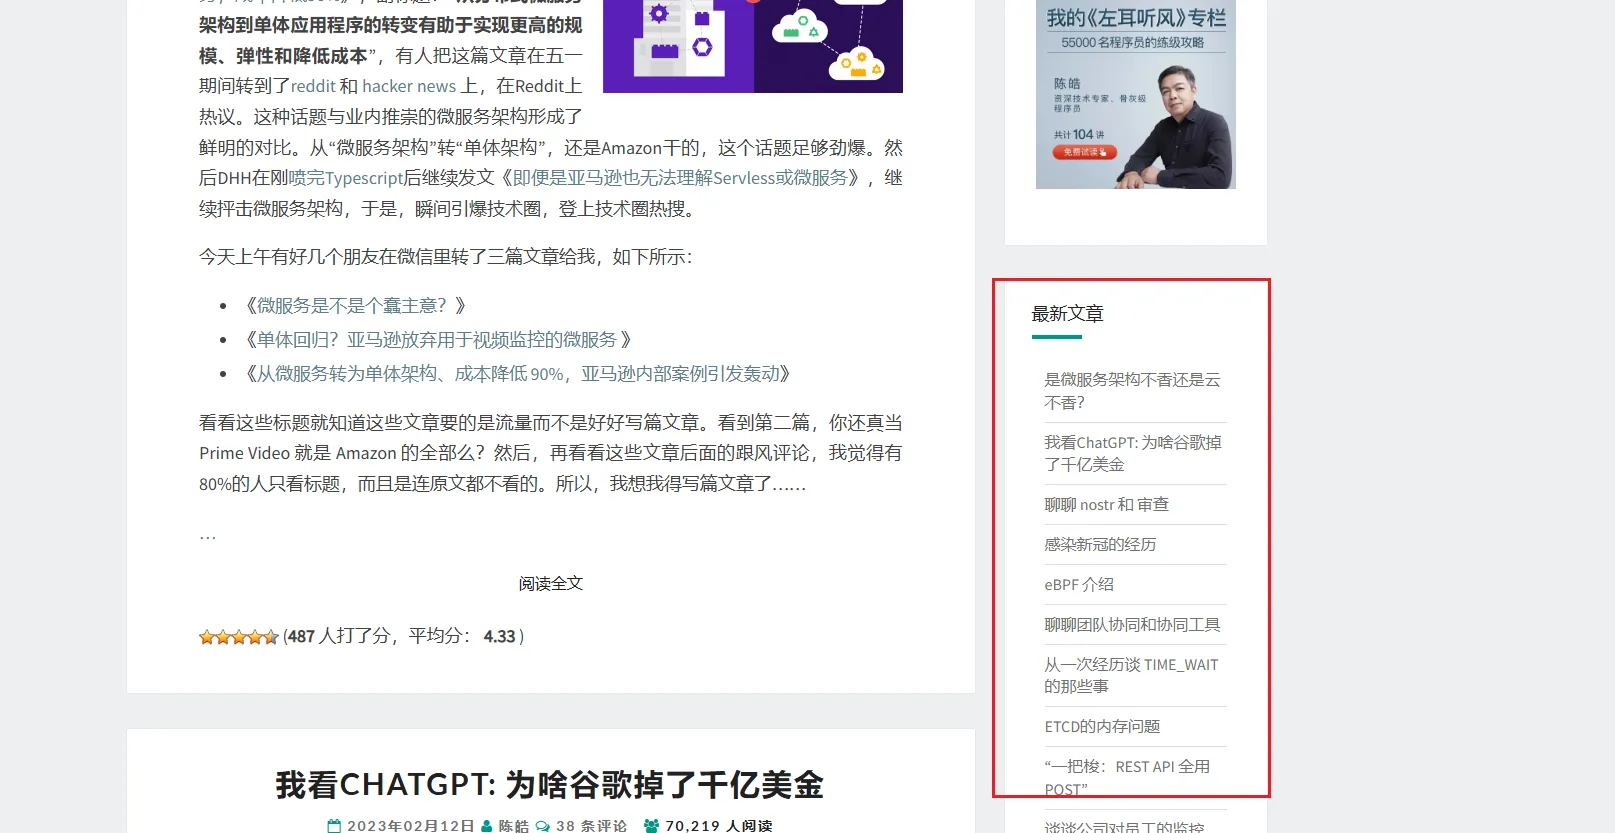 架构到单体应用程序的转变有助于实现更高的规
模、弹性和降低成本”，有人把这篇文章在五一
期间转到了reddit 和 hacker news 上，在Reddit上
热议。这种话题与业内推崇的微服务架构形成了
鲜明的对比。从“微服务架构”转“单体架构”，还是Amazon干的，这个话题足够劲爆。然
后DHH在刚喷完Typescript后继续发文《即便是亚马逊也无法理解Servless或微服务》，继
续抨击微服务架构，于是，瞬间引爆技术圈，登上技术圈热搜。
今天上午有好几个朋友在微信里转了三篇文章给我，如下所示：
• 《微服务是不是个蠢主意？》
• 《单体回归？亚马逊放弃用于视频监控的微服务 》
• 《从微服务转为单体架构、成本降低 90%，亚马逊内部案例引发轰动》
看看这些标题就知道这些文章要的是流量而不是好好写篇文章。看到第二篇，你还真当
Prime Video 就是 Amazon 的全部么？然后，再看看这些文章后面的跟风评论，我觉得有
80%的人只看标题，而且是连原文都不看的。所以，我想我得写篇文章了……
…
阅读全文
(487 人打了分，平均分： 4.33 )
我看CHATGPT: 为啥谷歌掉了千亿美金
2023年02月12日 陈皓 38 条评论 70,219 人阅读
我的《左耳听风》专栏
55000 名程序员的练级攻略
陈皓
资深技术专家、骨灰级
程序员
共计 104 讲
免费试读
最新文章
是微服务架构不香还是云
不香？
我看ChatGPT: 为啥谷歌掉
了千亿美金
聊聊 nostr 和 审查
感染新冠的经历
eBPF 介绍
聊聊团队协同和协同工具
从一次经历谈 TIME_WAIT
的那些事
ETCD的内存问题
“一把梭：REST API 全用
POST”
谈谈公司对员工的监控